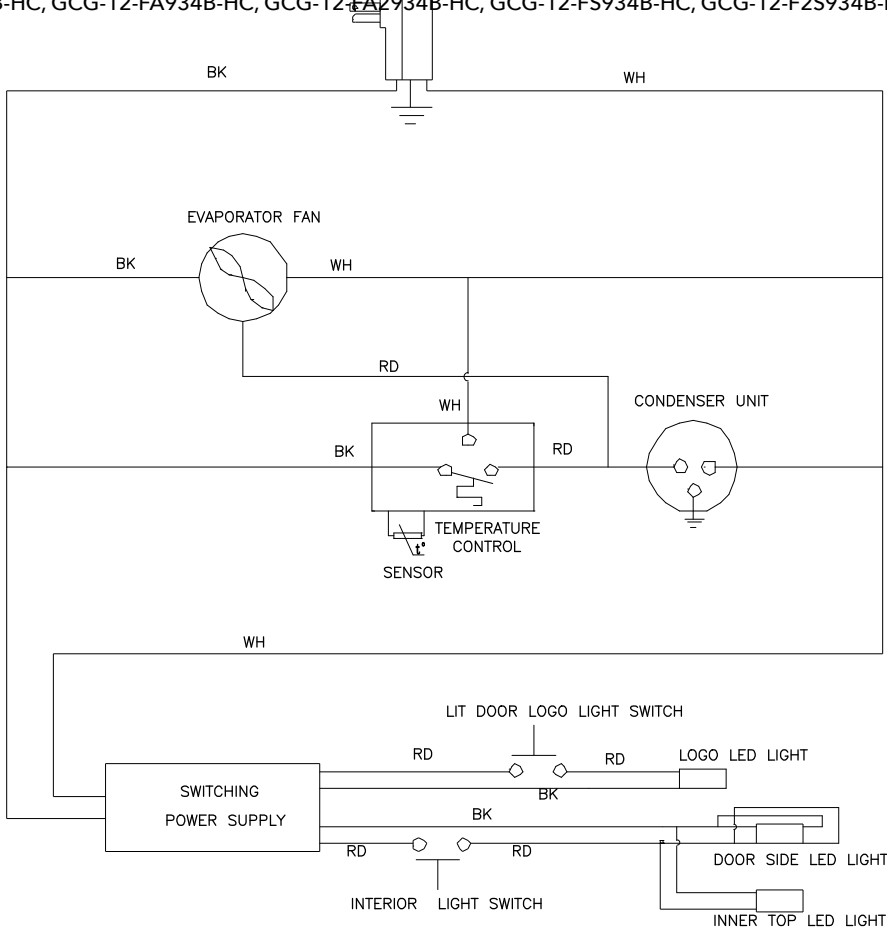 B-HC, GCG-12-FA934B-HC, GCG-12-FA2934B-HC, GCG-12-FS934B-HC, GCG-12-F2S934B-H
BK
WH
EVAPORATOR FAN
BK
WH
RD
WH
CONDENSER UNIT
BK
RD
TEMPERATURE
CONTROL
t°
SENSOR
WH
LIT DOOR LOGO LIGHT SWITCH
RD
RD
LOGO LED LIGHT
SWITCHING
POWER SUPPLY
BK
BK
RD
RD
DOOR SIDE LED LIGHT
INTERIOR LIGHT SWITCH
INNER TOP LED LIGHT